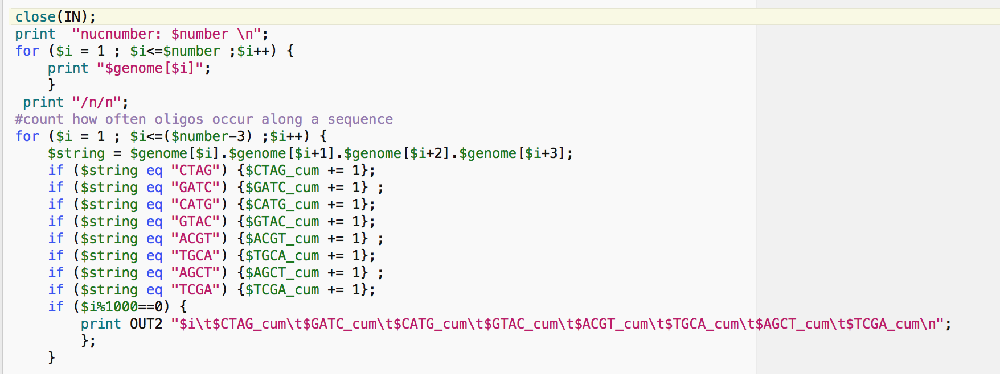 close(IN);
print  "nucnumber: $number \n";
for ($i = 1 ; $i<=$number ;$i++) {
    print "$genome[$i]";
    }
 print "/n/n";
#count how often oligos occur along a sequence
for ($i = 1 ; $i<=($number-3) ;$i++) {
    $string = $genome[$i].$genome[$i+1].$genome[$i+2].$genome[$i+3];
    if ($string eq "CTAG") {$CTAG_cum += 1};
    if ($string eq "GATC") {$GATC_cum += 1} ;
    if ($string eq "CATG") {$CATG_cum += 1};
    if ($string eq "GTAC") {$GTAC_cum += 1};
    if ($string eq "ACGT") {$ACGT_cum += 1} ;
    if ($string eq "TGCA") {$TGCA_cum += 1};
    if ($string eq "AGCT") {$AGCT_cum += 1} ;
    if ($string eq "TCGA") {$TCGA_cum += 1};
    if ($i%1000==0) {
        print OUT2 "$i\t$CTAG_cum\t$GATC_cum\t$CATG_cum\t$GTAC_cum\t$ACGT_cum\t$TGCA_cum\t$AGCT_cum\t$TCGA_cum\n";
        };
    }